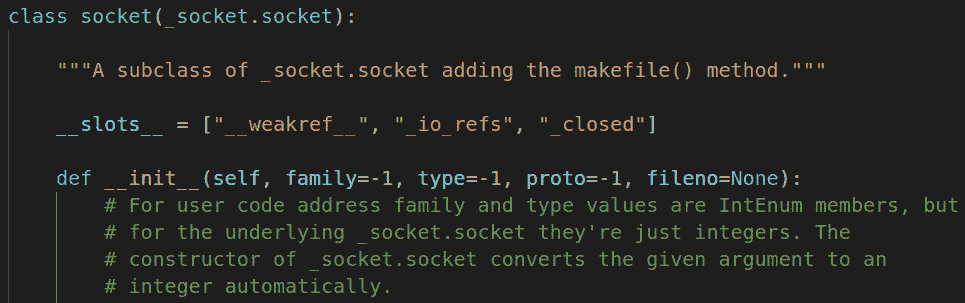 class socket(_socket.socket):
"""A subclass of _socket.socket adding the makefile() method."""
__slots__ = ["__weakref__", "_io_refs", "_closed"]
def __init__(self, family=-1, type=-1, proto=-1, fileno=None):
# For user code address family and type values are IntEnum members, but
# for the underlying _socket.socket they're just integers. The
# constructor of _socket.socket converts the given argument to an
# integer automatically.